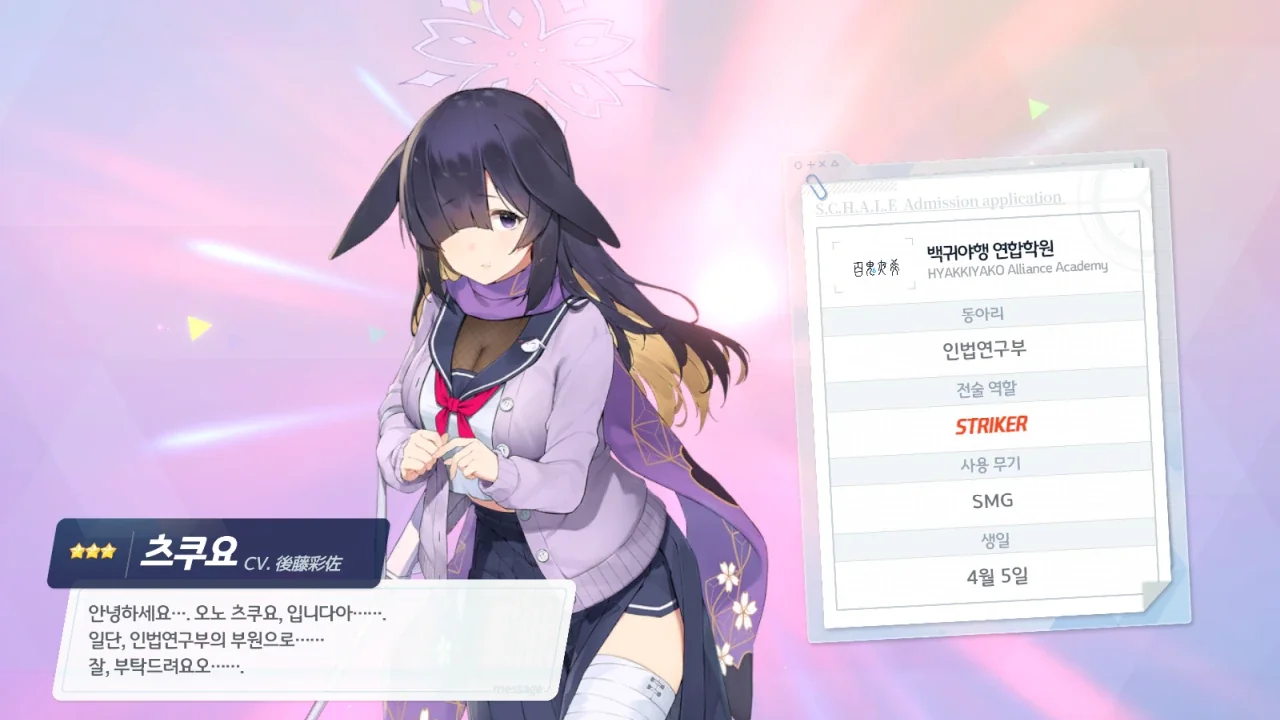 S.C.H.A.L.E Admission application
百鬼夜行
백귀야행 연합학원
HYAKKIYAKO Alliance Academy
동아리
인법연구부
전술 역할
STRIKER
사용 무기
SMG
생일
4월 5일
츠쿠요 CV. 後藤彩佐
안녕하세요…. 오노 츠쿠요, 입니다아…….
일단, 인법연구부의 부원으로……
잘, 부탁드려요오…….
message